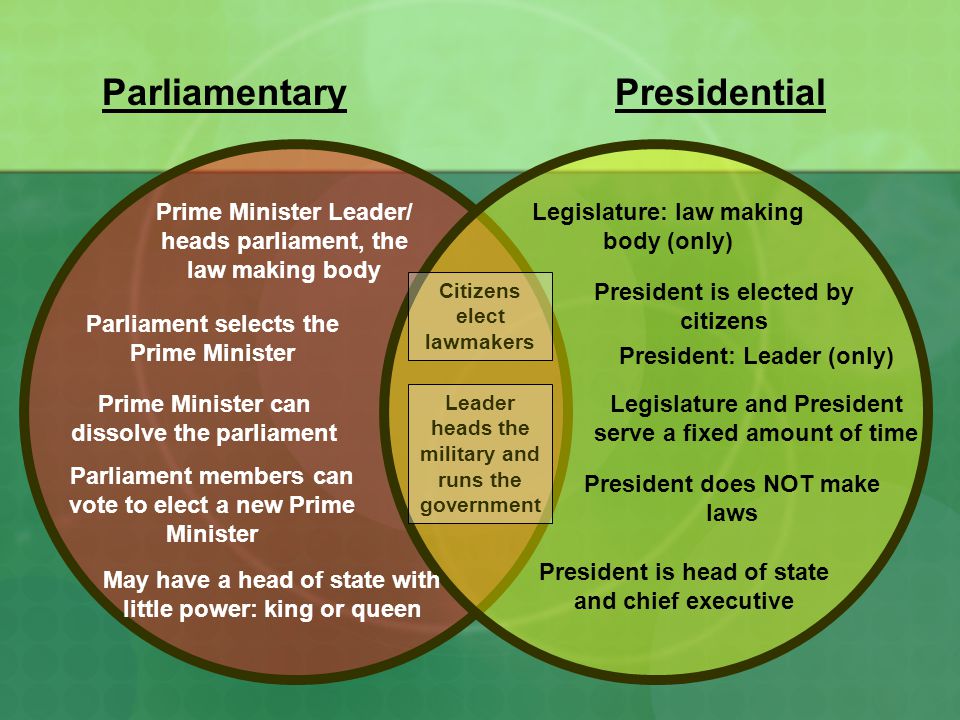 Parliamentary
Presidential
Prime Minister Leader/
heads parliament, the
law making body
Parliament selects the
Prime Minister
Prime Minister can
dissolve the parliament
Parliament members can
vote to elect a new Prime
Minister
May have a head of state with
little power: king or queen
Citizens
elect
lawmakers
Leader
heads the
military and
runs the
government
Legislature: law making
body (only)
President is elected by
citizens
President: Leader (only)
Legislature and President
serve a fixed amount of time
President does NOT make
laws
President is head of state
and chief executive